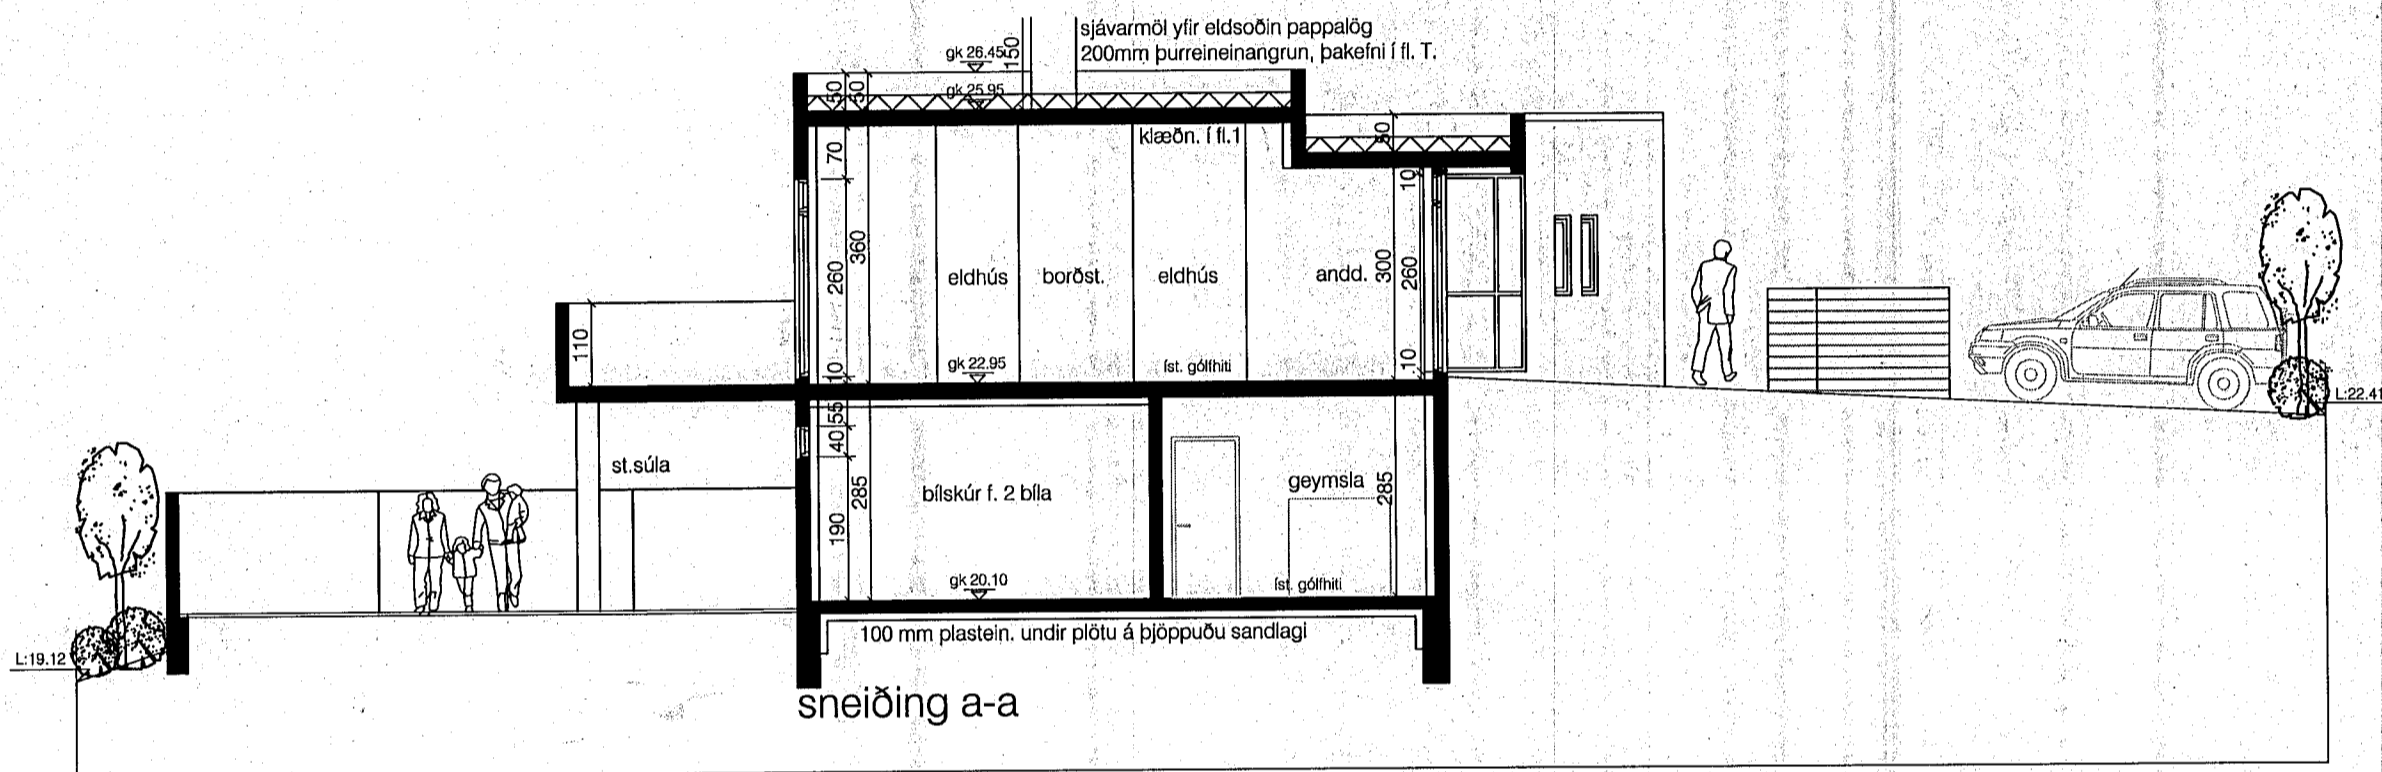 sjávarmöl yfir eldsoðin pappalög
200mm þurreineinangrun, þakefni í fl. T.
gk 26.45
150
gk 25.95
50
50
klæðn. í fl.1
50
70
10
360
260
eldhús
borðst.
eldhús
andd.
300
260
110
gk 22.95
íst. gólfhiti
10
10
L:22.41
55
40
st.súla
bílskúr f. 2 bíla
geymsla
285
285
190
gk 20.10
íst. gólfhiti
100 mm plastein. undir plötu á þjöppuðu sandlagi
L:19.12
sneiðing a-a